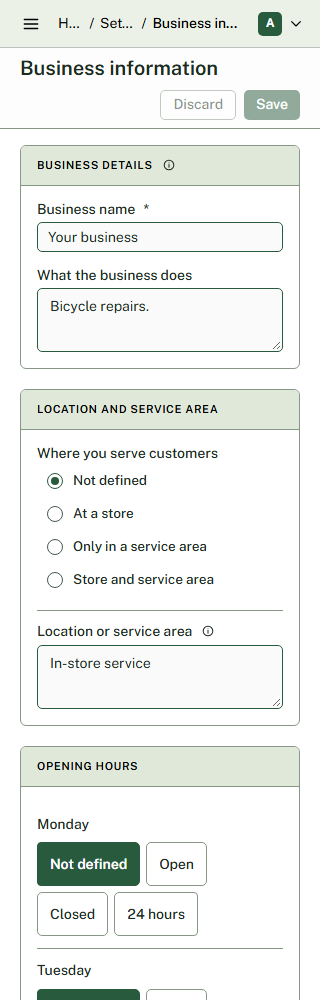 H... / Set... / Business in... A
Business information
Discard Save
BUSINESS DETAILS
Business name *
Your business
What the business does
Bicycle repairs.
LOCATION AND SERVICE AREA
Where you serve customers
Not defined
At a store
Only in a service area
Store and service area
Location or service area
In-store service
OPENING HOURS
Monday
Not defined Open
Closed 24 hours
Tuesday